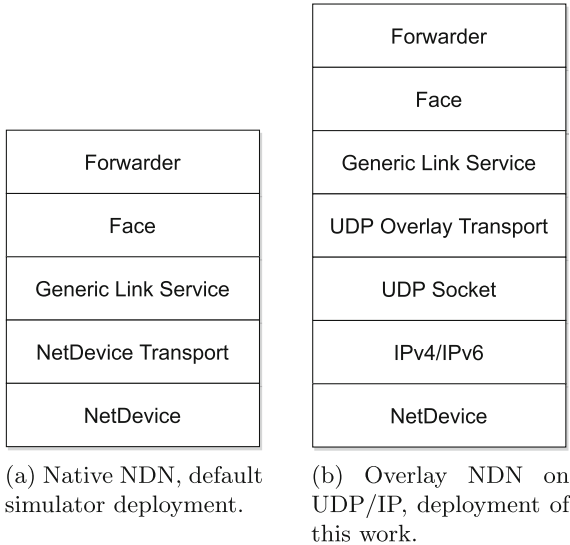 Forwarder
Face
Generic Link Service
NetDevice Transport
NetDevice
(a) Native NDN, default
simulator deployment.
Forwarder
Face
Generic Link Service
UDP Overlay Transport
UDP Socket
IPv4/IPv6
NetDevice
(b) Overlay NDN on
UDP/IP, deployment of
this work.